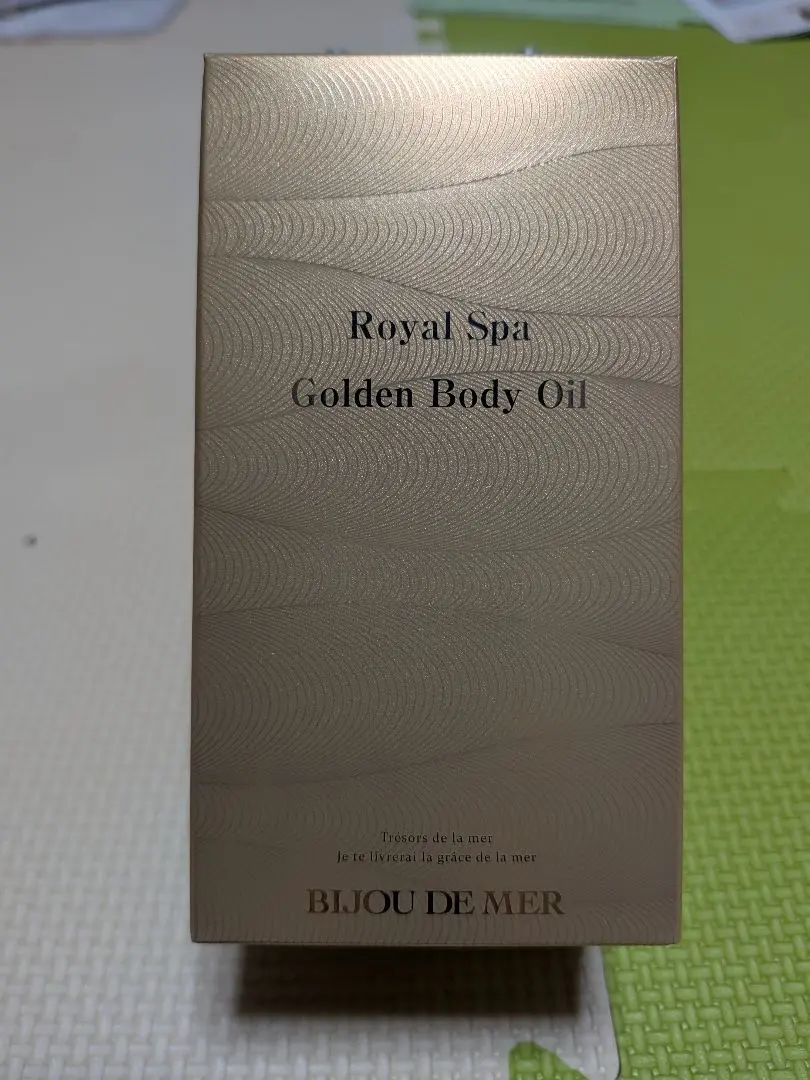 Royal Spa
Golden Body Oil
Trésors de la mer
Je te livrerai la grâce de la mer
BIJOU DE MER